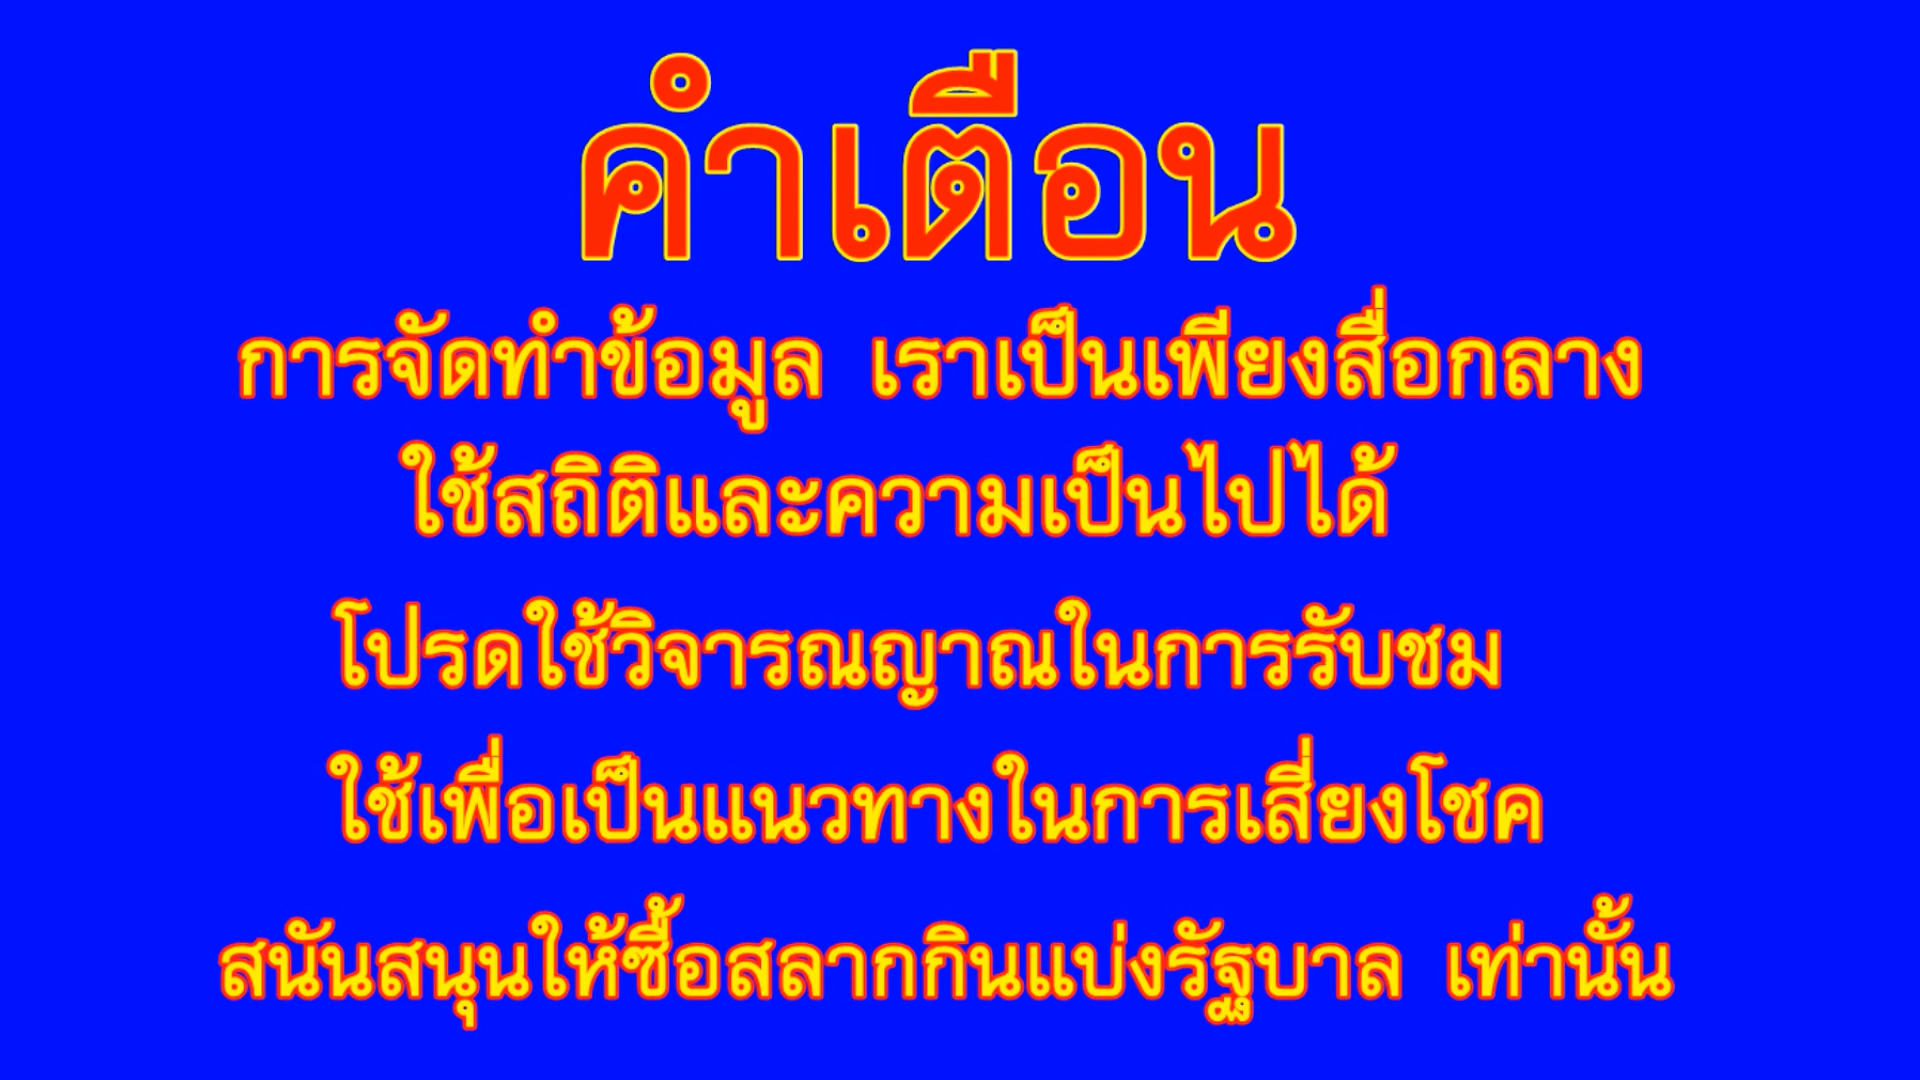 คำเตือน
การจัดทำข้อมูล เราเป็นเพียงสื่อกลาง
ใช้สถิติและความเป็นไปได้
โปรดใช้วิจารณญาณในการรับชม
ใช้เพื่อเป็นแนวทางในการเสี่ยงโชค
สนันสนุนให้ซื้อสลากกินแบ่งรัฐบาล เท่านั้น